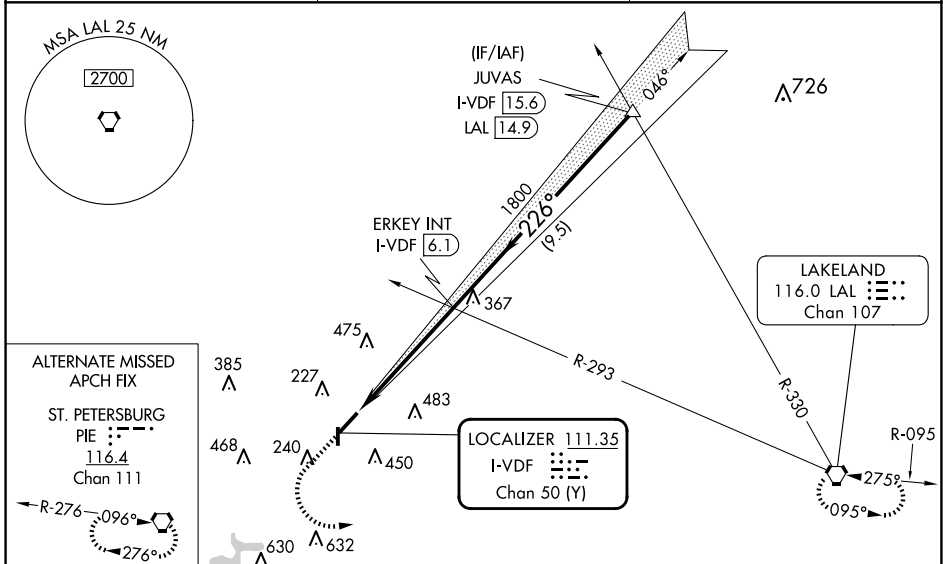 MSA LAL 25 NM
2700
(IF/IAF)
JUVAS
I-VDF 15.6
LAL 14.9
046°
726
1800
226°
(9.5)
ERKEY INT
I-VDF 6.1
367
LAKELAND
116.0 LAL
Chan 107
475
R-293
R-330
385
227
483
ALTERNATE MISSED
APCH FIX
ST. PETERSBURG
PIE
116.4
Chan 111
R-276
096°
276°
468
240
450
LOCALIZER 111.35
I-VDF
Chan 50 (Y)
R-095
275°
095°
630
632